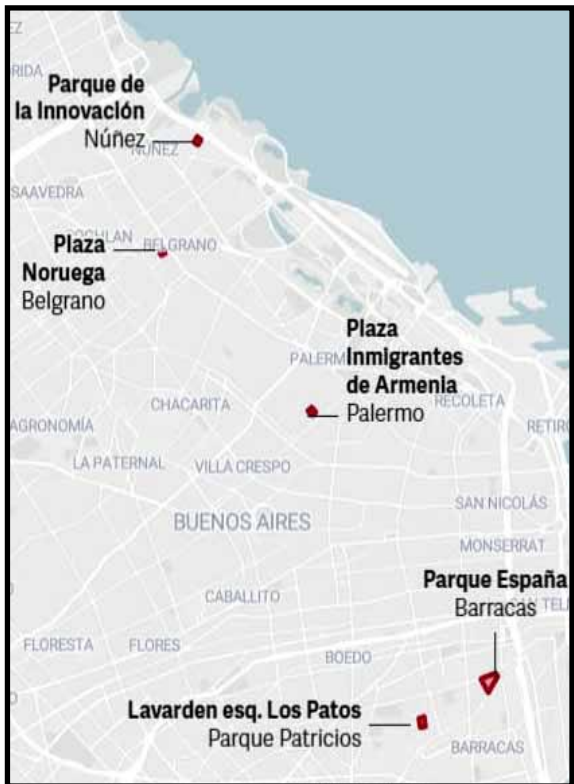 Parque de
la Innovación
Núñez
NÚÑEZ
SAAVEDRA
BELGRANO
Plaza
Noruega
Belgrano
Plaza
Inmigrantes
de Armenia
Palermo
PALERM
CHACARITA
RECOLETA
AGRONOMÍA
RETIRO
LA PATERNAL
VILLA CRESPO
SAN NICOLÁS
BUENOS AIRES
MONSERRAT
Parque España
Barracas
CABALLITO
FLORESTA
FLORES
BOEDO
Lavarden esq. Los Patos
Parque Patricios
BARRACAS